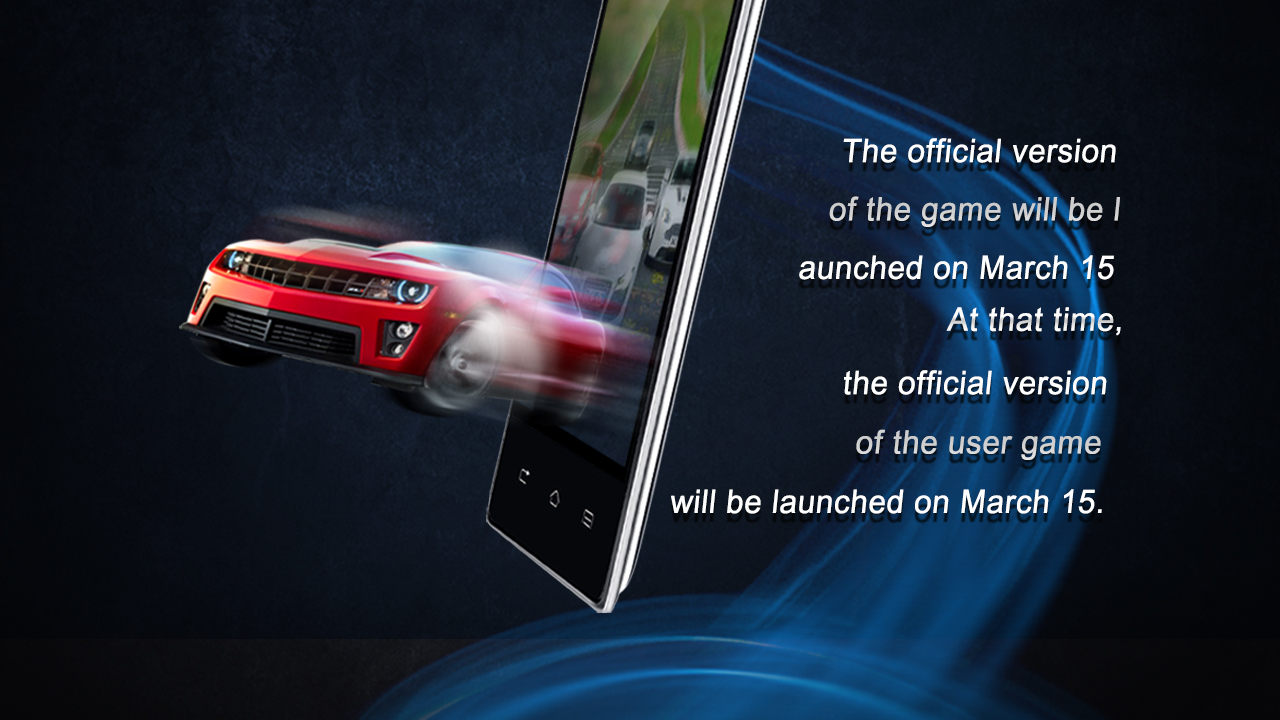 The official version
of the game will be l
aunched on March 15
At that time,
the official version
of the user game
will be launched on March 15.